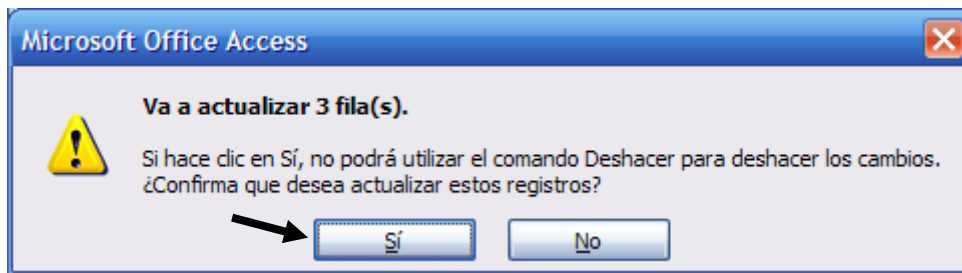 Microsoft Office Access
Va a actualizar 3 fila(s).
Si hace clic en Sí, no podrá utilizar el comando Deshacer para deshacer los cambios.
¿Confirma que desea actualizar estos registros?
Sí
No